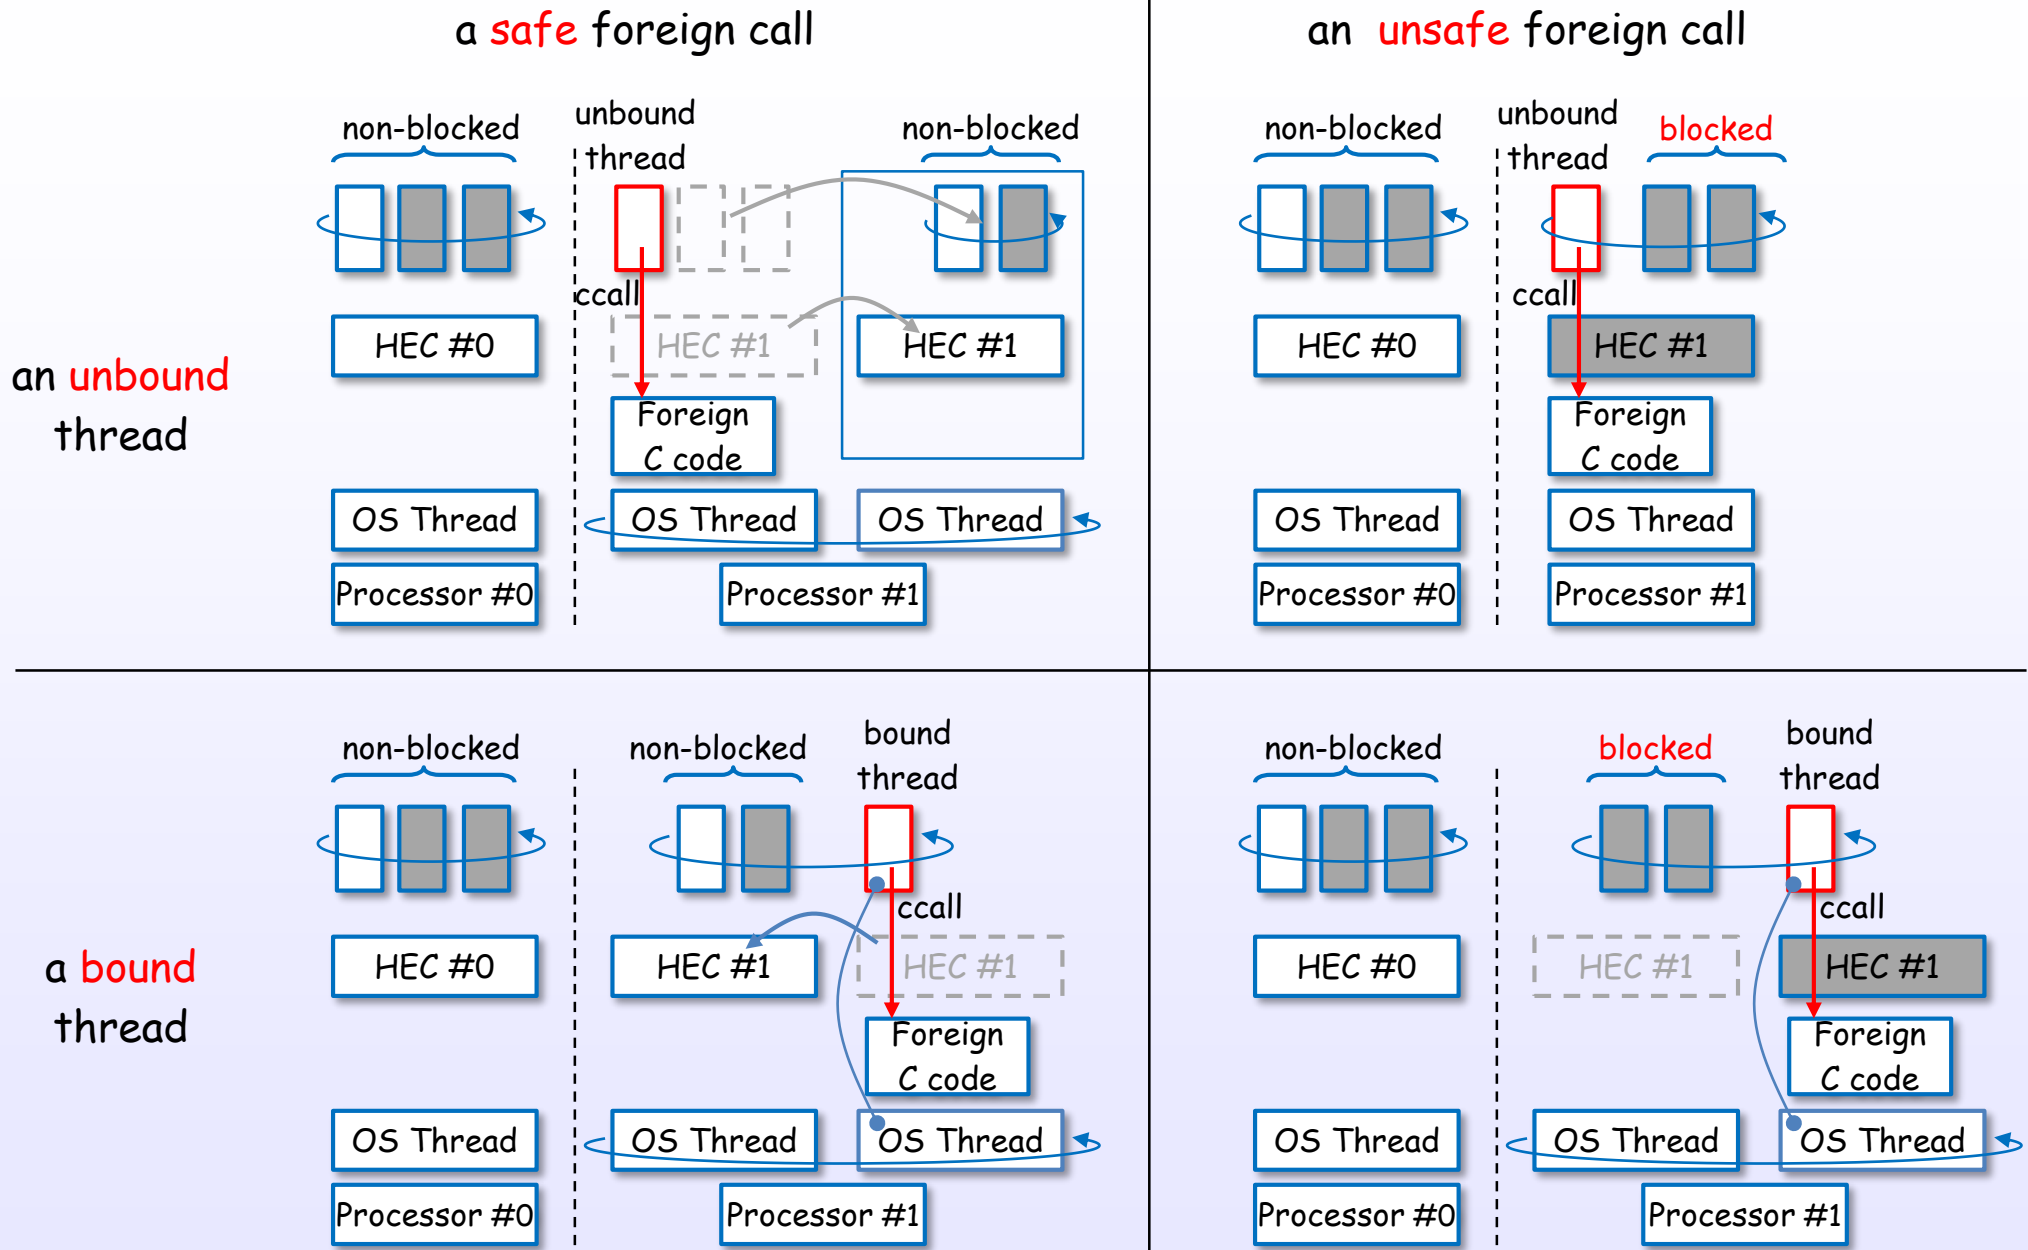 a safe foreign call
an unsafe foreign call
an unbound
thread
non-blocked
unbound
thread
non-blocked
ccall
HEC #0
HEC #1
HEC #1
Foreign
C code
OS Thread
OS Thread
OS Thread
Processor #0
Processor #1
non-blocked
unbound
thread
blocked
ccall
HEC #0
HEC #1
Foreign
C code
OS Thread
OS Thread
Processor #0
Processor #1
a bound
thread
non-blocked
non-blocked
bound
thread
ccall
HEC #0
HEC #1
HEC #1
Foreign
C code
OS Thread
OS Thread
OS Thread
Processor #0
Processor #1
non-blocked
blocked
bound
thread
ccall
HEC #0
HEC #1
HEC #1
Foreign
C code
OS Thread
OS Thread
OS Thread
Processor #0
Processor #1